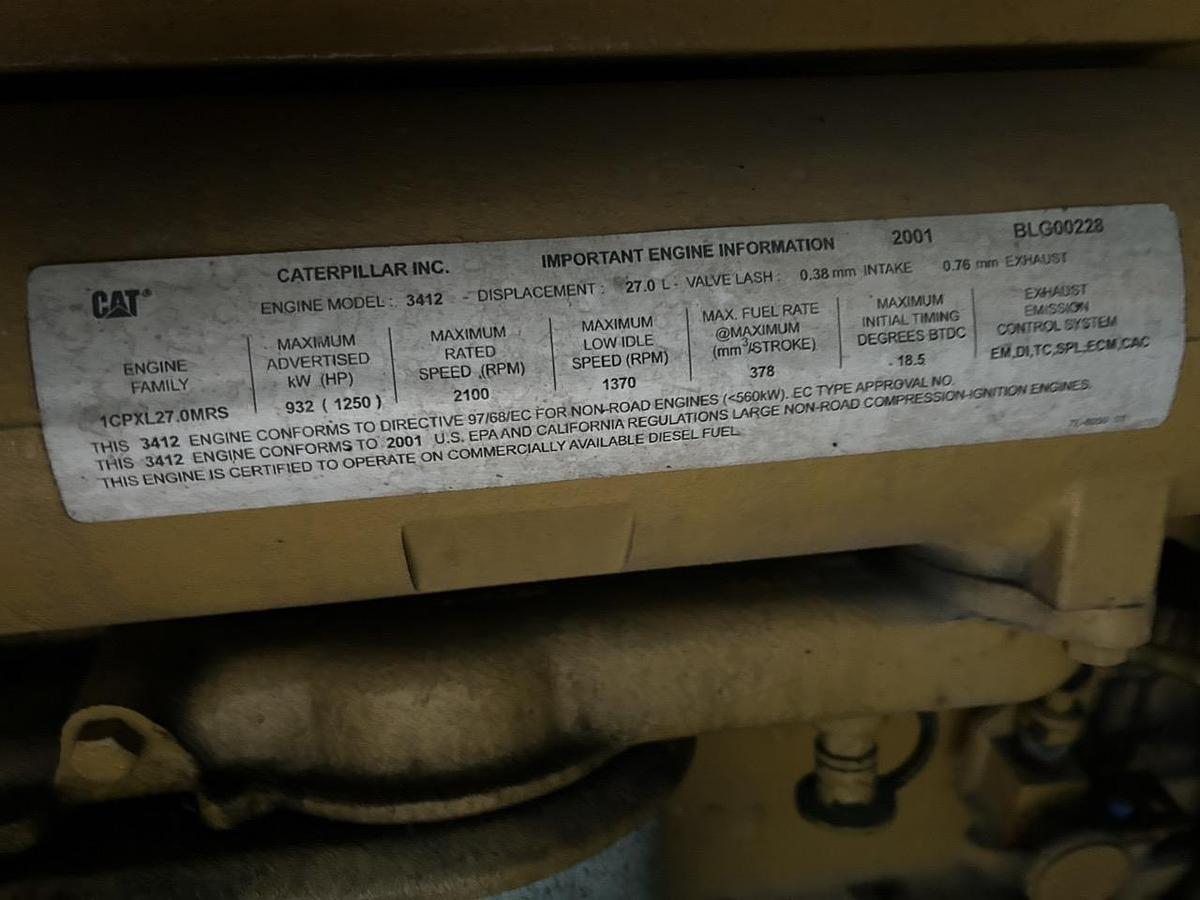 CAT®
CATERPILLAR INC. IMPORTANT ENGINE INFORMATION 2001 BLG00228
ENGINE MODEL : 3412 - DISPLACEMENT : 27.0 L - VALVE LASH : 0.38 mm INTAKE 0.76 mm EXHAUST
ENGINE
FAMILY
1CPXL27.0MRS
MAXIMUM
ADVERTISED
kW (HP)
932 ( 1250 )
MAXIMUM
RATED
SPEED (RPM)
2100
MAXIMUM
LOW IDLE
SPEED (RPM)
1370
MAX. FUEL RATE
@MAXIMUM
(mm³/STROKE)
378
MAXIMUM
INITIAL TIMING
DEGREES BTDC
18.5
EXHAUST
EMISSION
CONTROL SYSTEM
EM,DI,TC,SPL,ECM,CAC
THIS 3412 ENGINE CONFORMS TO DIRECTIVE 97/68/EC FOR NON-ROAD ENGINES (<560kW). EC TYPE APPROVAL NO.
THIS 3412 ENGINE CONFORMS TO 2001 U.S. EPA AND CALIFORNIA REGULATIONS LARGE NON-ROAD COMPRESSION-IGNITION ENGINES.
THIS ENGINE IS CERTIFIED TO OPERATE ON COMMERCIALLY AVAILABLE DIESEL FUEL.